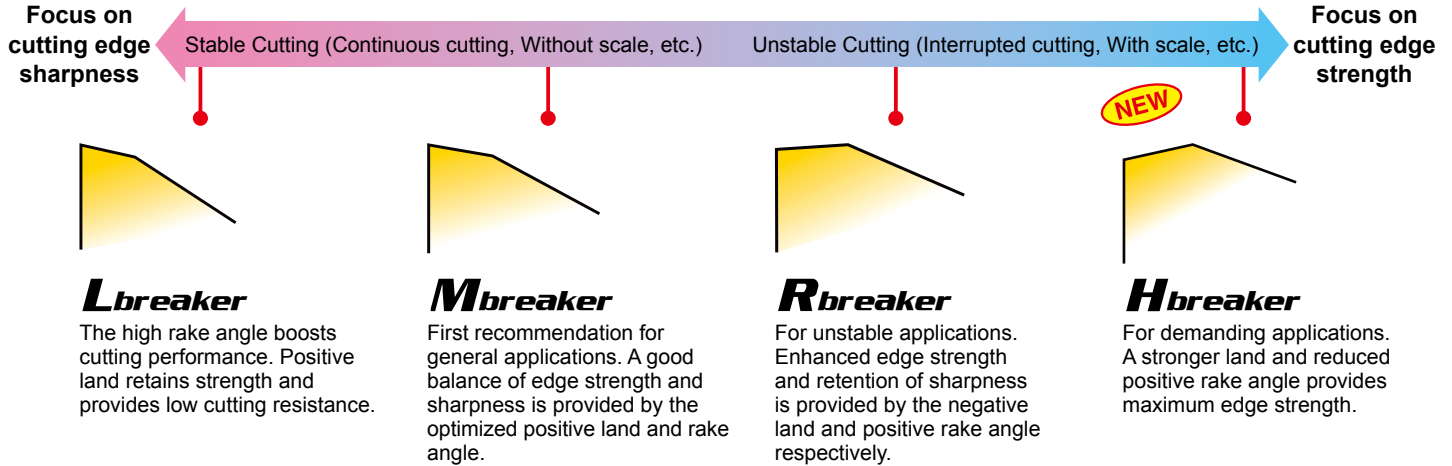 Focus on
cutting edge
sharpness
Stable Cutting (Continuous cutting, Without scale, etc.)
Unstable Cutting (Interrupted cutting, With scale, etc.)
Focus on
cutting edge
strength
NEW
L breaker
The high rake angle boosts
cutting performance. Positive
land retains strength and
provides low cutting resistance.
M breaker
First recommendation for
general applications. A good
balance of edge strength and
sharpness is provided by the
optimized positive land and rake
angle.
R breaker
For unstable applications.
Enhanced edge strength
and retention of sharpness
is provided by the negative
land and positive rake angle
respectively.
H breaker
For demanding applications.
A stronger land and reduced
positive rake angle provides
maximum edge strength.